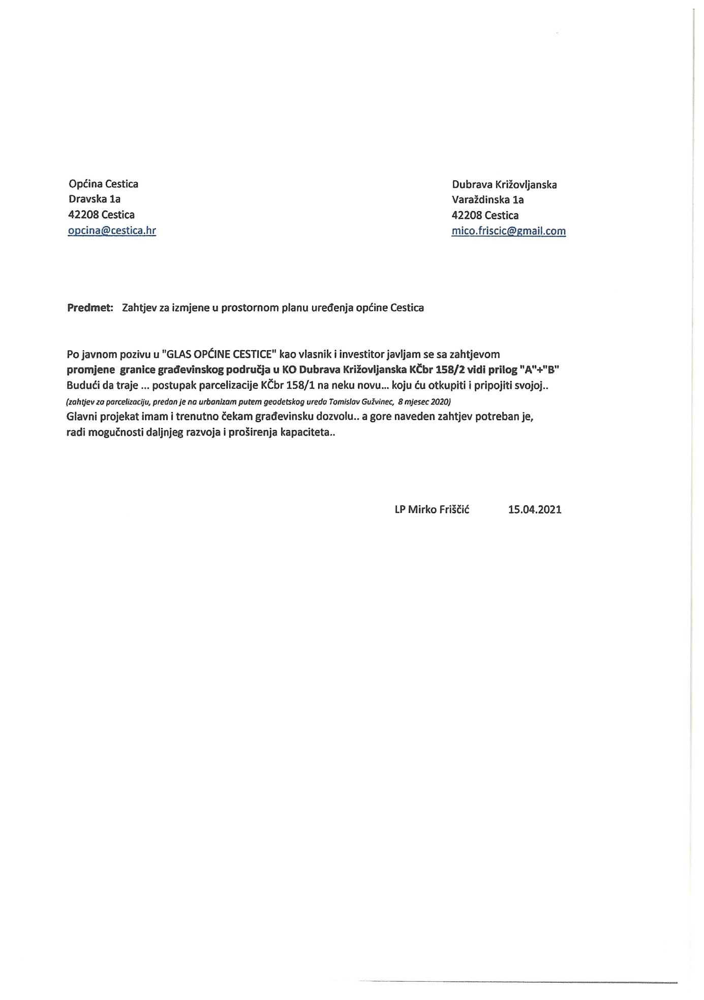 Općina Cestica
Dravska 1a
42208 Cestica
opcina@cestica.hr
Dubrava Križovljanska
Varaždinska 1a
42208 Cestica
mico.friscic@gmail.com
Predmet: Zahtjev za izmjene u prostornom planu uređenja općine Cestica
Po javnom pozivu u "GLAS OPĆINE CESTICE" kao vlasnik i investitor javljam se sa zahtjevom
promjene granice građevinskog područja u KO Dubrava Križovljanska KČbr 158/2 vidi prilog "A"+"B"
Budući da traje ... postupak parcelizacije KČbr 158/1 na neku novu... koju ću otkupiti i pripojiti svojoj..
(zahtjev za parcelizaciju, predan je na urbanizam putem geodetskog ureda Tomislav Gužvinec, 8 mjesec 2020)
Glavni projekat imam i trenutno čekam građevinsku dozvolu.. a gore naveden zahtjev potreban je,
radi mogučnosti daljnjeg razvoja i proširenja kapaciteta..
LP Mirko Friščić 15.04.2021